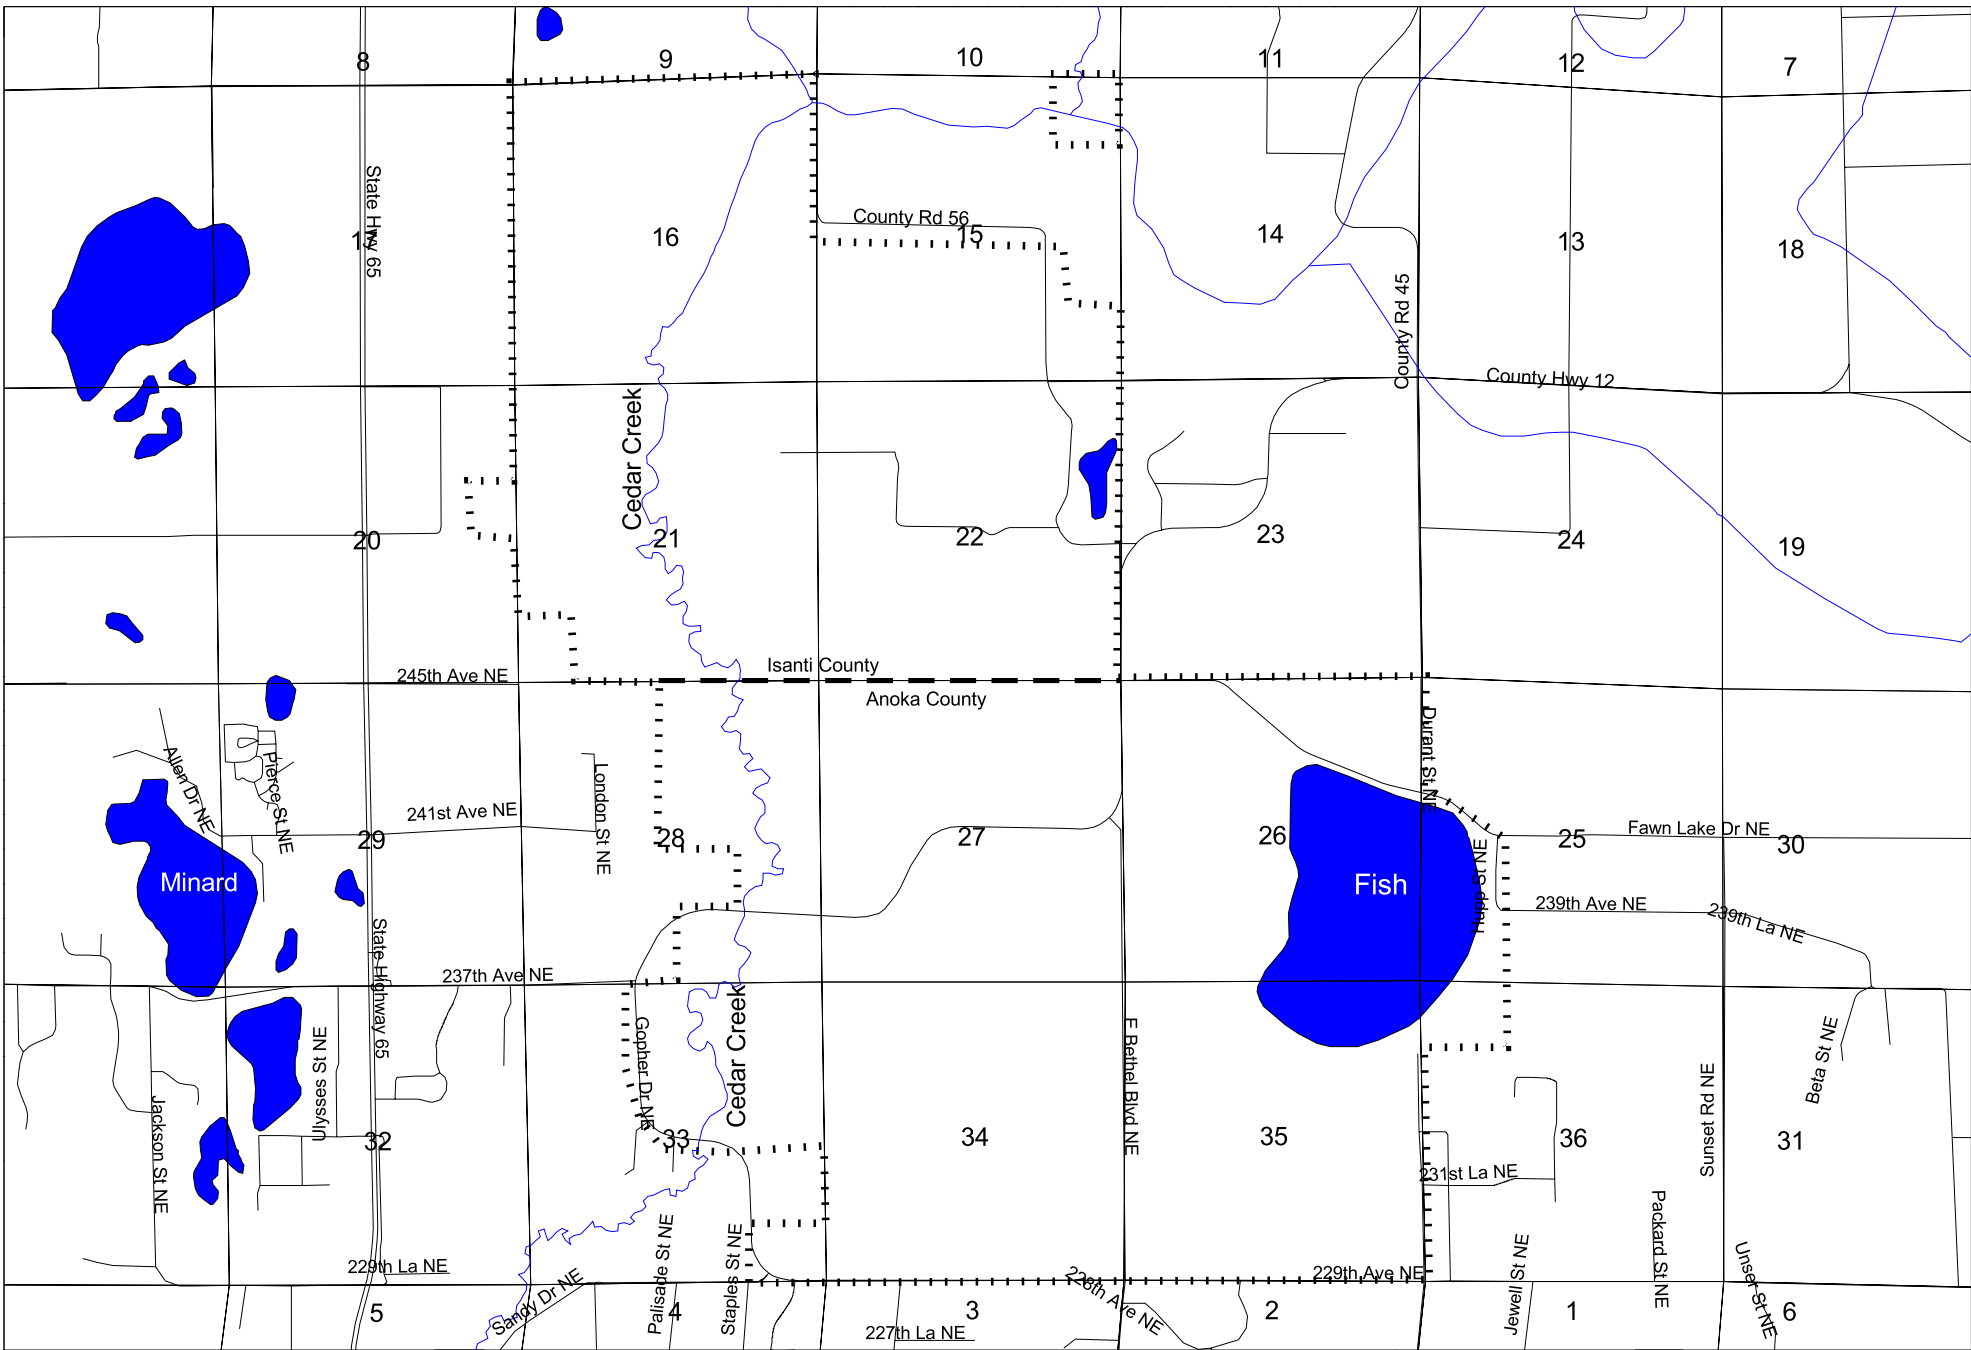 8
9
10
11
12
7
State Hwy 65
17
16
County Rd 56
15
14
13
18
County Rd 45
County Hwy 12
Cedar Creek
20
21
22
23
24
19
245th Ave NE
Isanti County
Anoka County
Durant St NE
Allen Dr NE
Pierce St NE
London St NE
241st Ave NE
29
28
27
26
25
Fawn Lake Dr NE
30
Minard
Fish
Hupp St NE
239th Ave NE
239th La NE
State Highway 65
237th Ave NE
Cedar Creek
Gopher Dr NE
E Bethel Blvd NE
Ulysses St NE
Jackson St NE
Beta St NE
Sunset Rd NE
32
33
34
35
36
31
231st La NE
Packard St NE
229th La NE
Sandy Dr NE
Palisade St NE
Staples St NE
228th Ave NE
229th Ave NE
Jewell St NE
Unser St NE
5
4
3
2
1
6
227th La NE